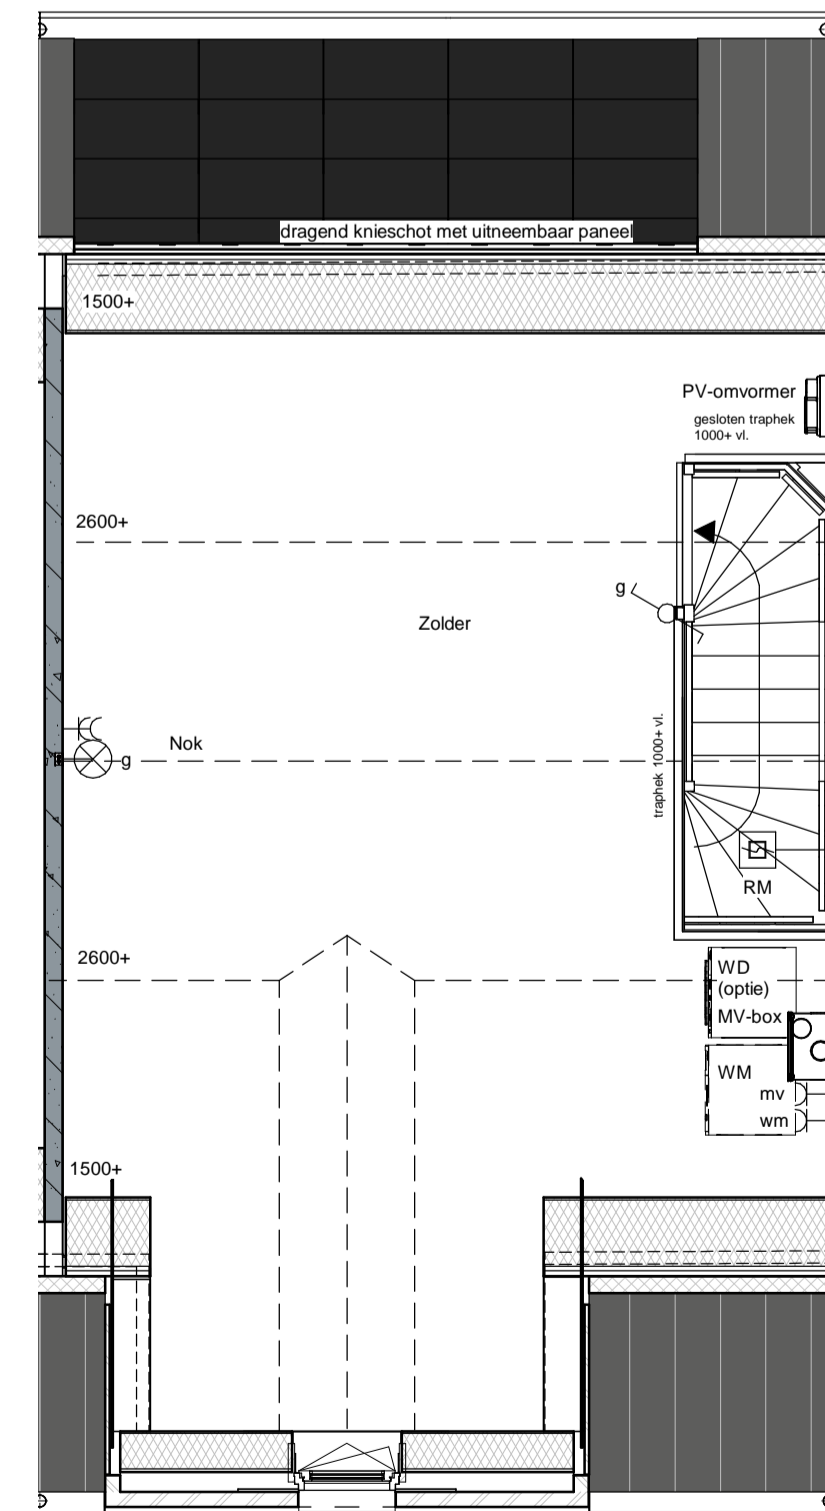 dragend knieschot met uitneembaar paneel
1500+
PV-omvormer
gesloten traphek
1000+ vl.
2600+
g
Zolder
traphek 1000+ vl.
Nok
g
RM
2600+
WD
(optie)
MV-box
WM
mv
wm
1500+